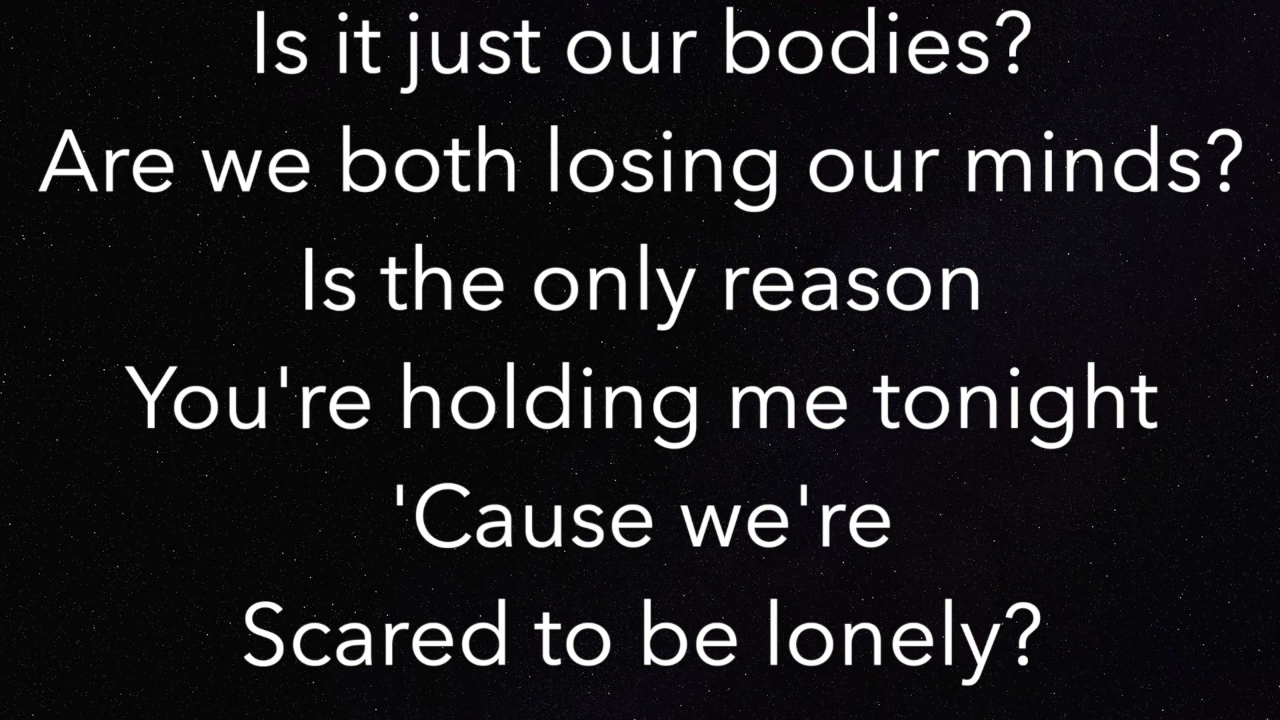 Is it just our bodies?
Are we both losing our minds?
Is the only reason
You're holding me tonight
'Cause we're
Scared to be lonely?